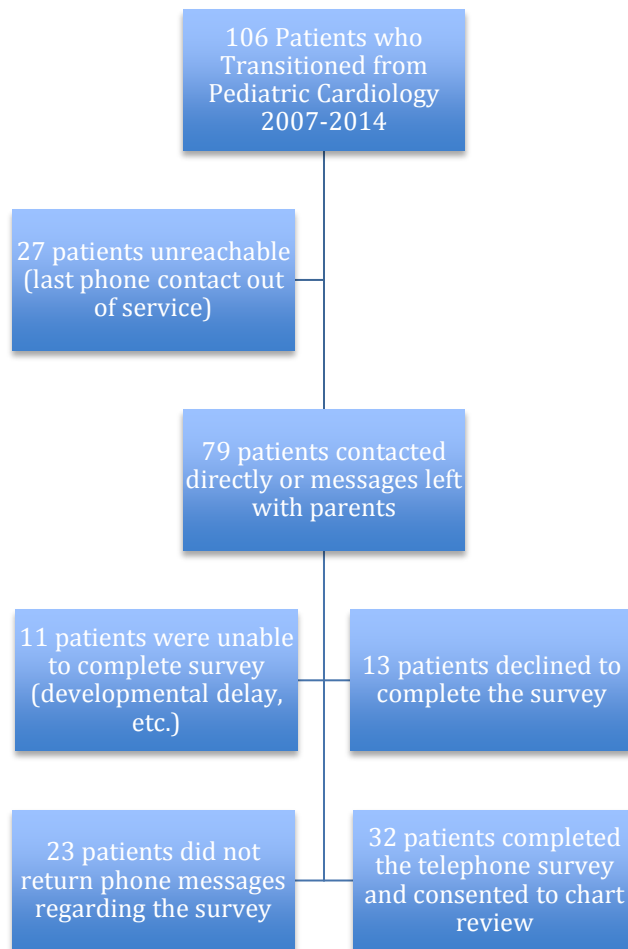 106 Patients who
Transitioned from
Pediatric Cardiology
2007-2014
27 patients unreachable
(last phone contact out
of service)
79 patients contacted
directly or messages left
with parents
11 patients were unable
to complete survey
(developmental delay,
etc.)
13 patients declined to
complete the survey
23 patients did not
return phone messages
regarding the survey
32 patients completed
the telephone survey
and consented to chart
review